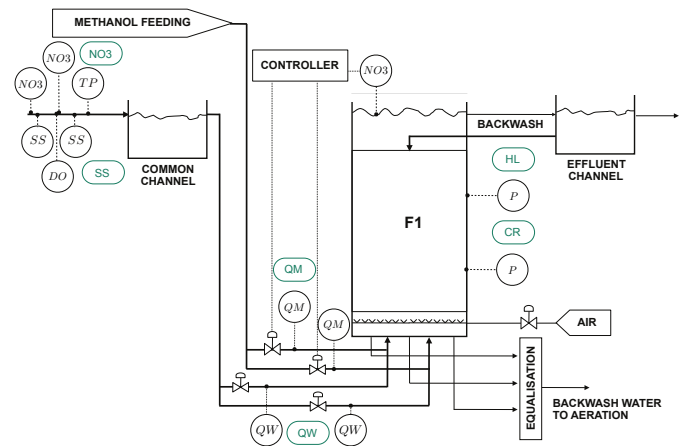 METHANOL FEEDING
NO3
NO3
NO3
TP
CONTROLLER
NO3
SS
SS
DO
SS
COMMON
CHANNEL
BACKWASH
EFFLUENT
CHANNEL
HL
P
F1
CR
P
QM
QM
QM
AIR
EQUALISATION
BACKWASH WATER
TO AERATION
QW
QW
QW